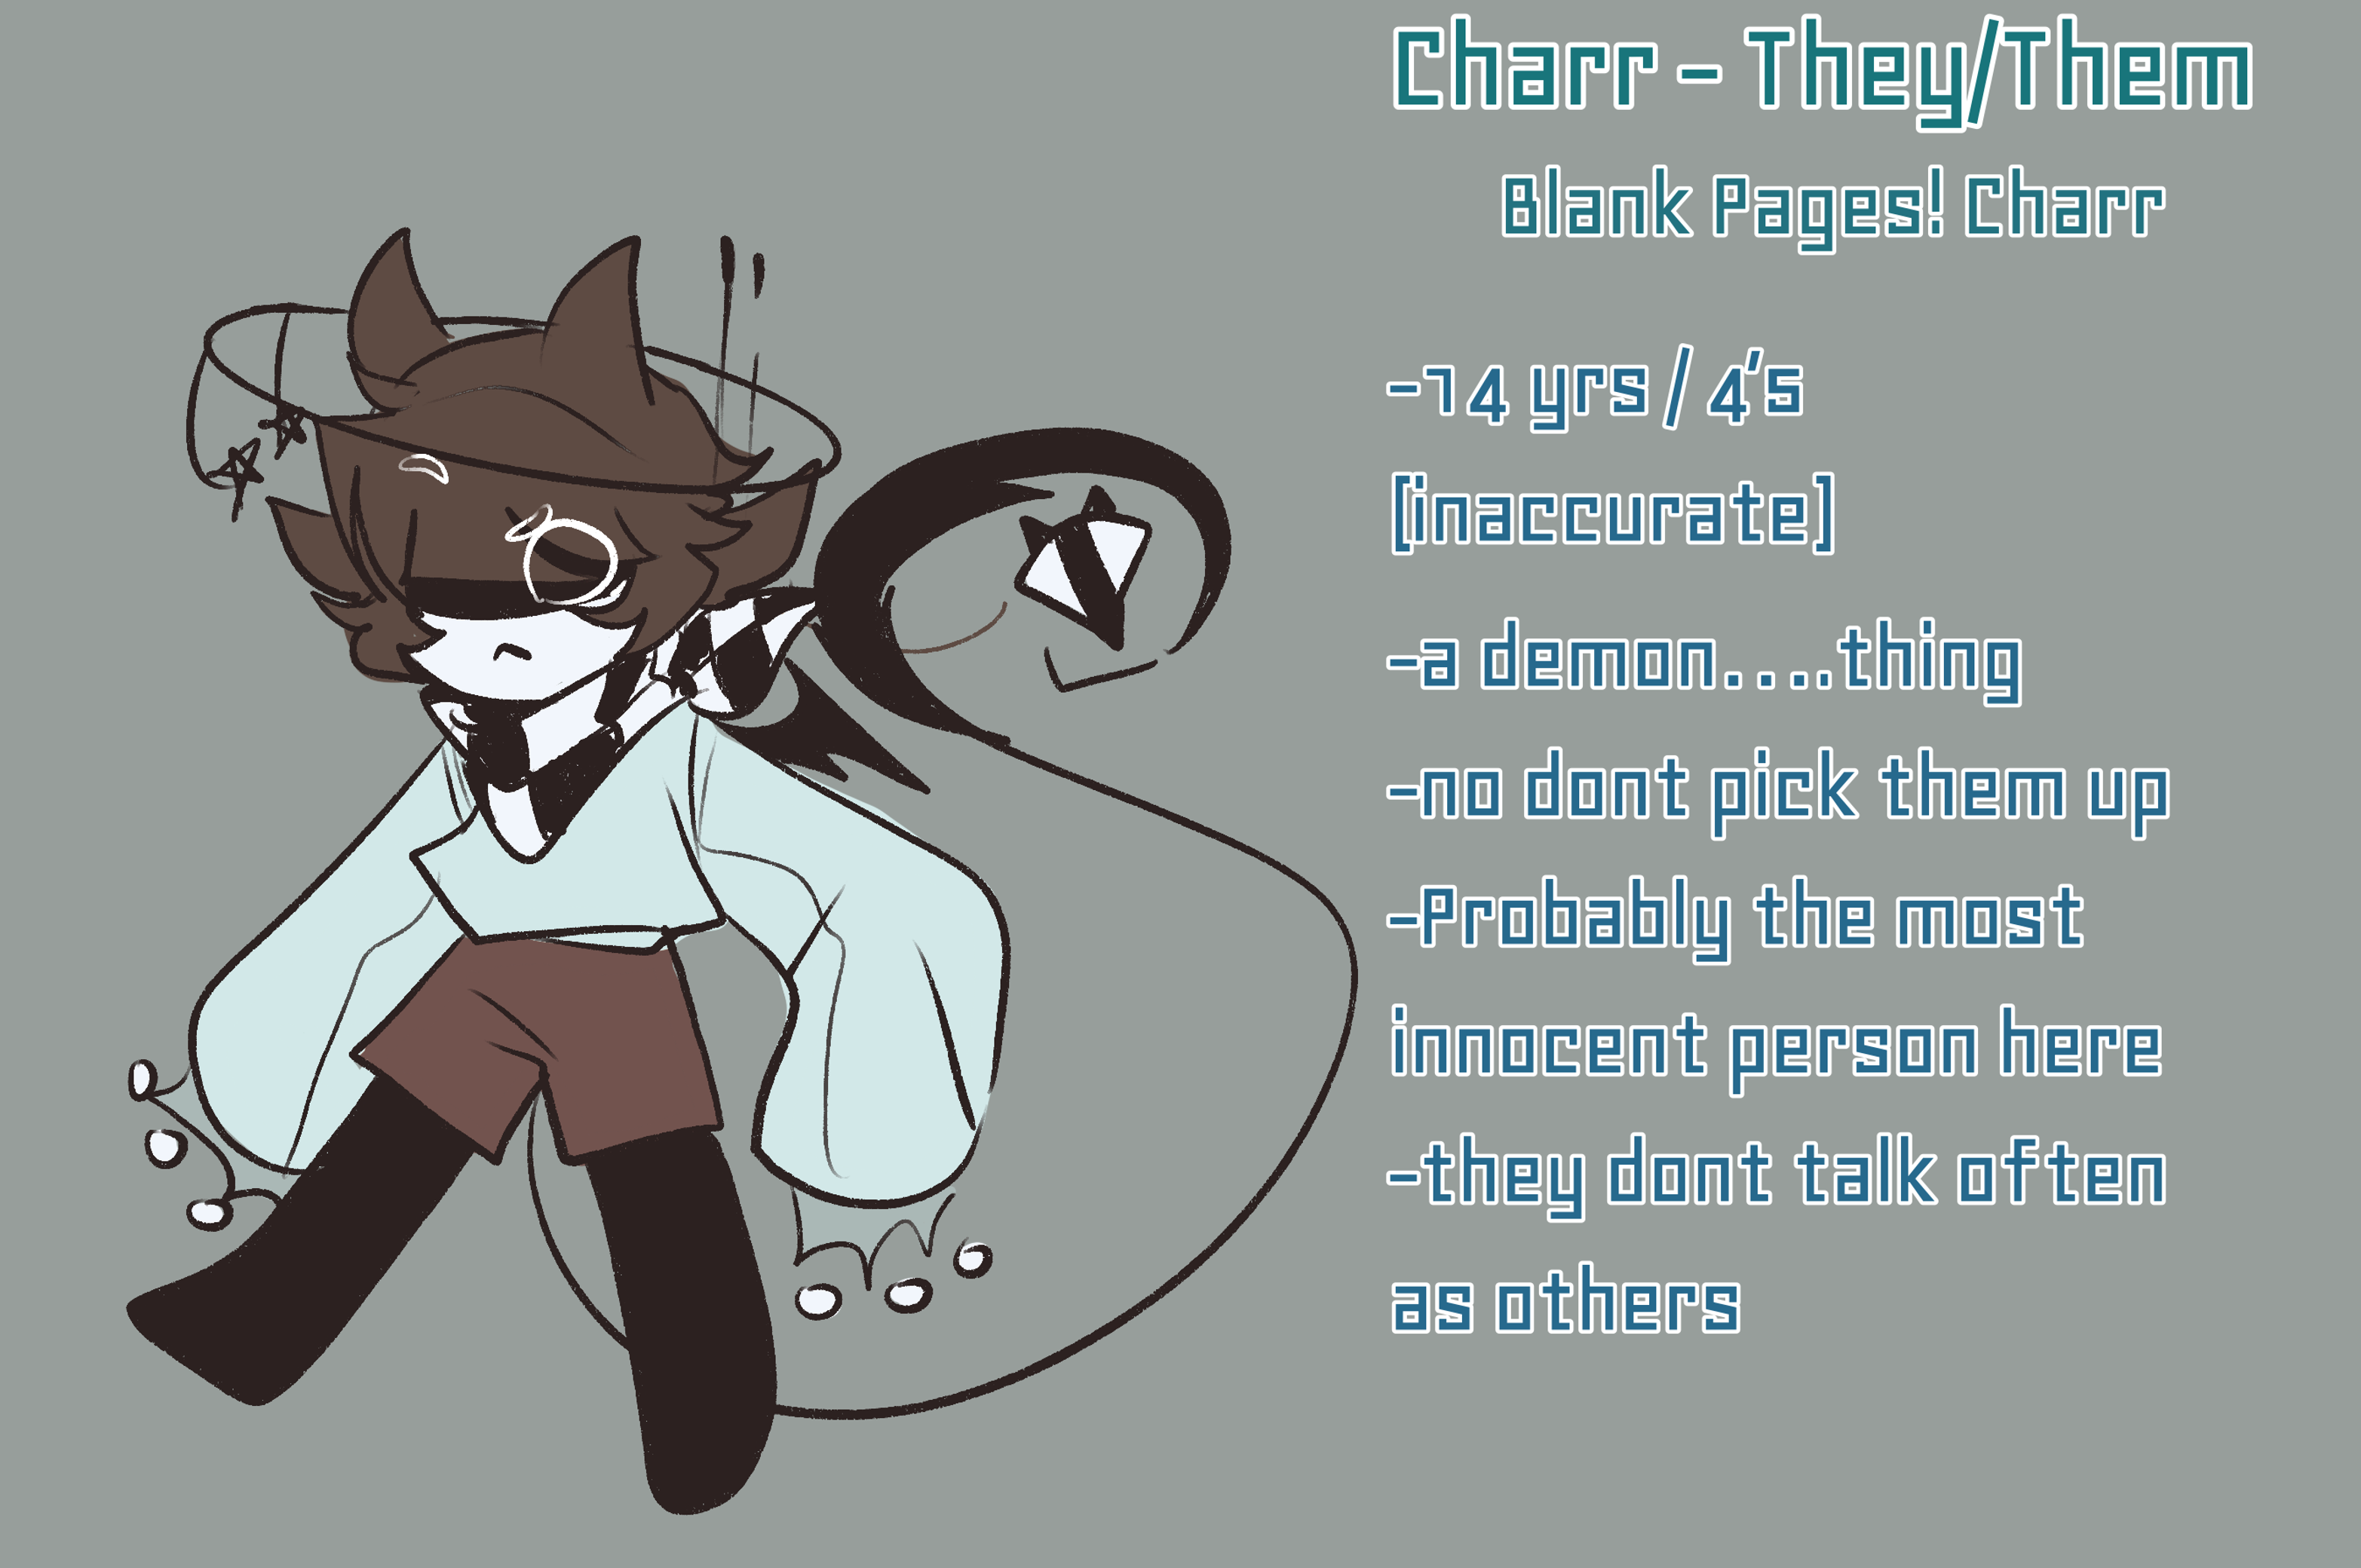 Charr - They/Them
Blank Pages! Charr
-14 yrs / 4's
[inaccurate]
-a demon....thing
-no dont pick them up
-Probably the most
innocent person here
-they dont talk often
as others